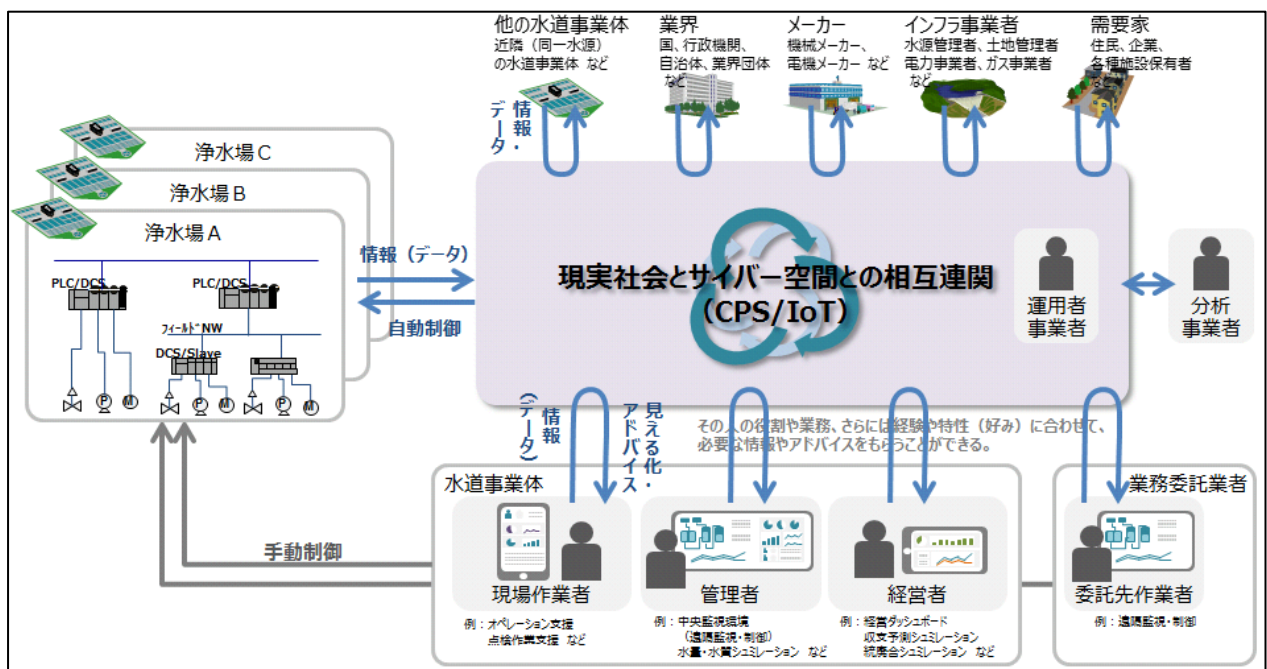 他の水道事業体
近隣（同一水源）
の水道事業体 など
業界
国、行政機関、
自治体、業界団体
など
メーカー
機械メーカー、
電機メーカー など
インフラ事業者
水源管理者、土地管理者
電力事業者、ガス事業者
など
需要家
住民、企業、
各種施設保有者
など
情報・
データ
浄水場C
浄水場B
浄水場A
PLC/DCS
PLC/DCS
フィールドNW
DCS/Slave
P
M
P
M
P
M
情報（データ）
自動制御
現実社会とサイバー空間との相互連関
（CPS/IoT）
運用者
事業者
分析
事業者
情報
（データ）
見える化・
アドバイス
その人の役割や業務、さらには経験や特性（好み）に合わせて、
必要な情報やアドバイスをもらうことができる。
手動制御
水道事業体
現場作業者
例：オペレーション支援
点検作業支援 など
管理者
例：中央監視環境
（遠隔監視・制御）
水量・水質シュミレーション など
経営者
例：経営ダッシュボード
収支予測シュミレーション
統廃合シュミレーション など
業務委託業者
委託先作業者
例：遠隔監視・制御